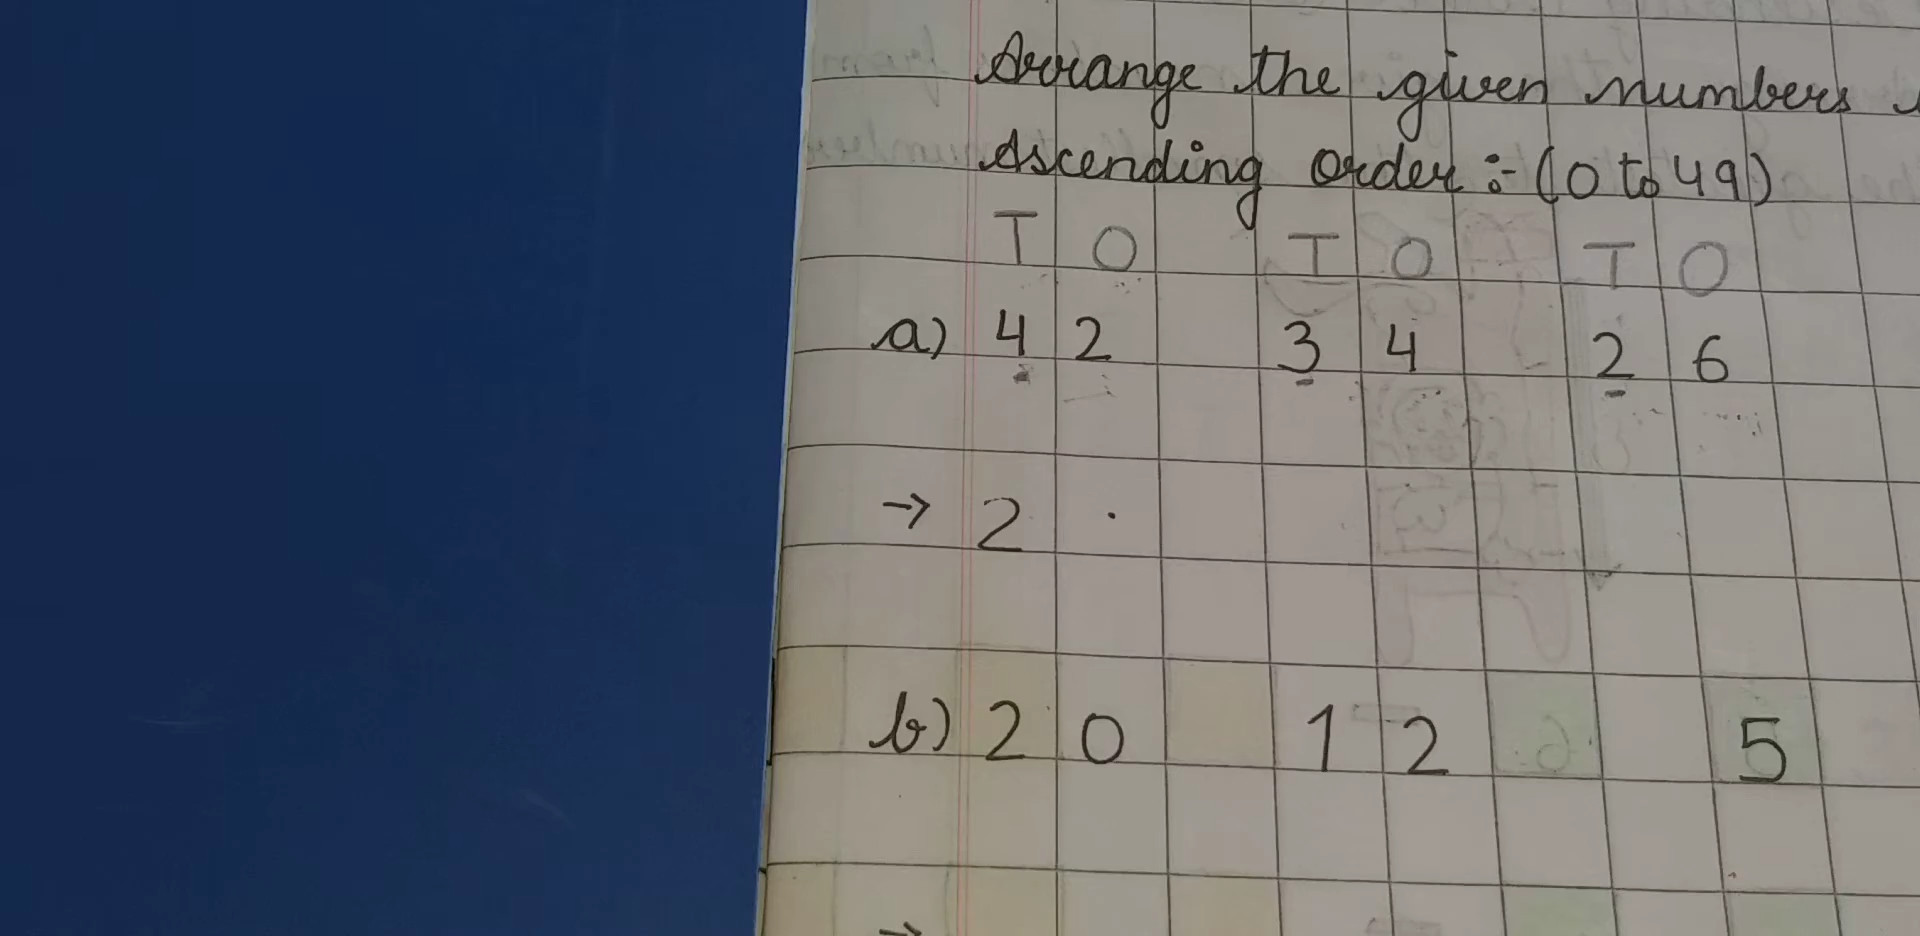 Arrange the given numbers
Ascending order :- (0 to 49)
T O T O T O
a) 4 2 3 4 2 6
→ 2
b) 2 0 1 2 5
→